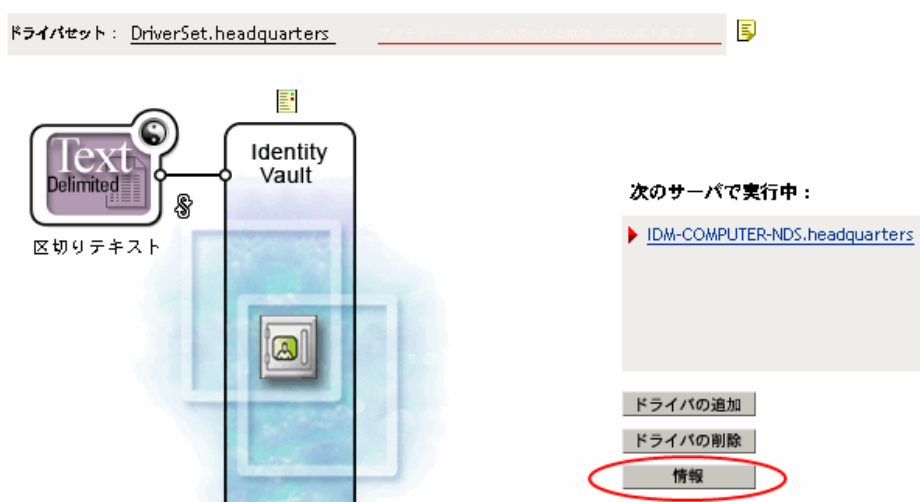 ドライバセット： DriverSet.headquarters
Text
Delimited
区切りテキスト
Identity
Vault
次のサーバで実行中：
IDM-COMPUTER-NDS.headquarters
ドライバの追加
ドライバの削除
情報